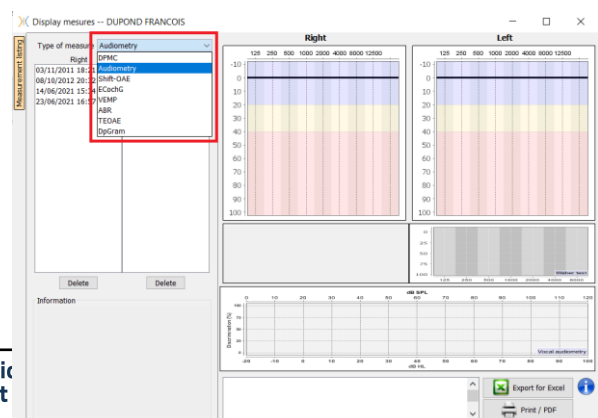 Display mesures -- DUPOND FRANCOIS
Measurement listing
Type of measure Audiometry
Right
DPMC
Audiometry
Shift-OAE
ECochG
VEMP
ABR
TEOAE
DpGram
03/11/2011 18:21
08/10/2012 20:
14/06/2021 15:
23/06/2021 16:57
Delete Delete
Information
Right
125 250 500 1000 2000 4000 8000 12500
-10
0
10
20
30
40
50
60
70
80
90
100
Left
125 250 500 1000 2000 4000 8000 12500
-10
0
10
20
30
40
50
60
70
80
90
100
0
25
50
75
100
Weber test
125 250 500 1000 2000 4000 8000
dB SPL
0 10 20 30 40 50 60 70 80 90 100 110 120
Discrimination (%)
Vocal audiometry
-20 -10 0 10 20 30 40 50 60 70 80 90 100
dB HL
Export for Excel
Print / PDF